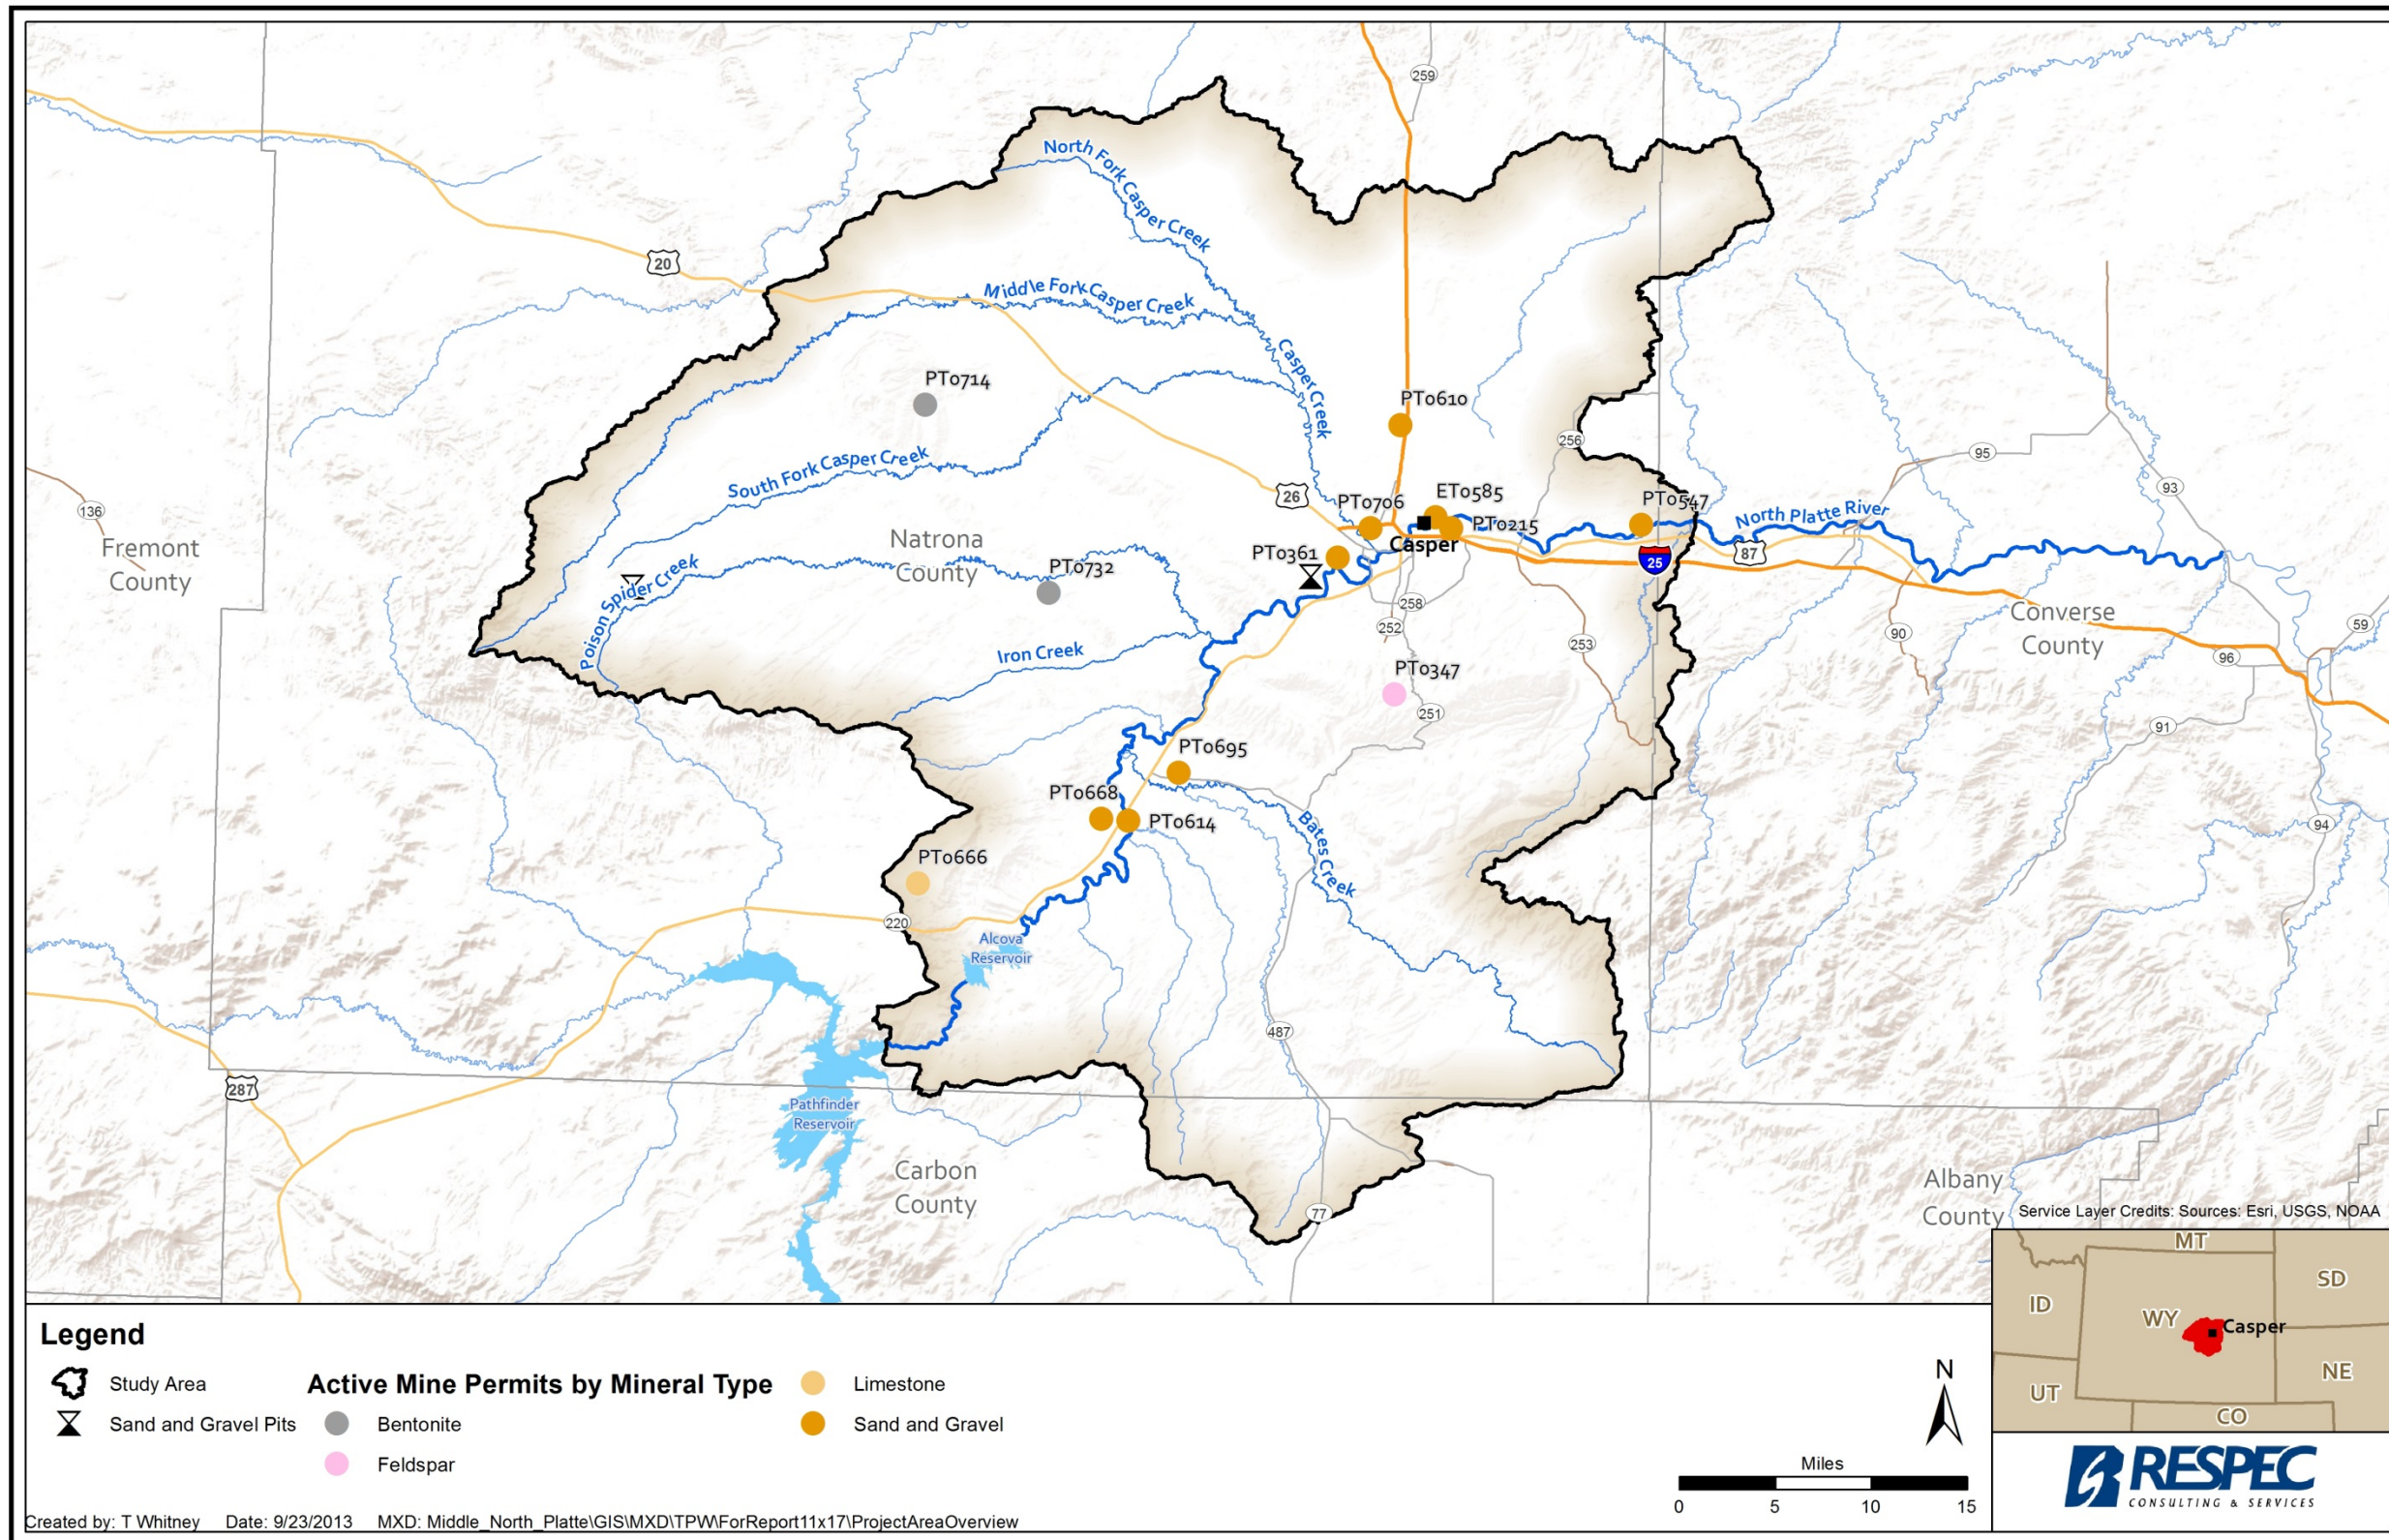 259
North Fork Casper Creek
20
Middle Fork Casper Creek
Casper Creek
PT0714
PT0610
256
95
South Fork Casper Creek
93
26
PT0706
ET0585
PT0547
136
North Platte River
PT0215
Fremont
County
Natrona
County
PT0361
Casper
87
25
Poison Spider Creek
PT0732
258
Converse
County
59
252
253
90
Iron Creek
96
PT0347
251
91
PT0695
PT0668
PT0614
Bates Creek
94
PT0666
220
Alcova
Reservoir
487
287
Pathfinder
Reservoir
Carbon
County
77
Albany
County
Service Layer Credits: Sources: Esri, USGS, NOAA
MT
SD
ID
WY
Casper
NE
UT
CO
Legend
Study Area
Sand and Gravel Pits
Active Mine Permits by Mineral Type
Bentonite
Feldspar
Limestone
Sand and Gravel
N
Miles
0 5 10 15
RESPEC
CONSULTING & SERVICES
Created by: T Whitney Date: 9/23/2013 MXD: Middle_North_Platte\GIS\MXD\TPW\ForReport11x17\ProjectAreaOverview